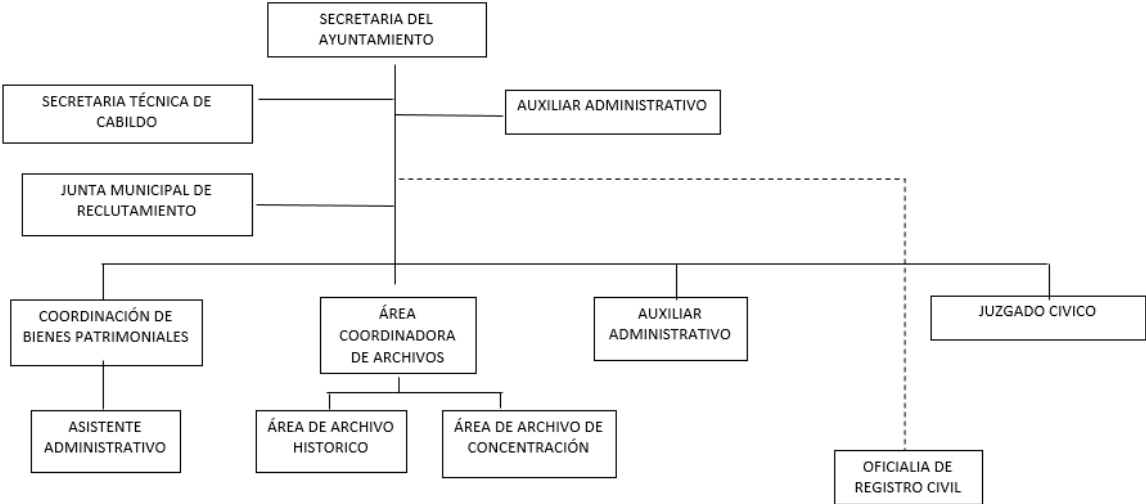 SECRETARIA DEL
AYUNTAMIENTO
SECRETARIA TÉCNICA DE
CABILDO
AUXILIAR ADMINISTRATIVO
JUNTA MUNICIPAL DE
RECLUTAMIENTO
COORDINACIÓN DE
BIENES PATRIMONIALES
ÁREA
COORDINADORA
DE ARCHIVOS
AUXILIAR
ADMINISTRATIVO
JUZGADO CIVICO
ASISTENTE
ADMINISTRATIVO
ÁREA DE ARCHIVO
HISTORICO
ÁREA DE ARCHIVO DE
CONCENTRACIÓN
OFICIALIA DE
REGISTRO CIVIL